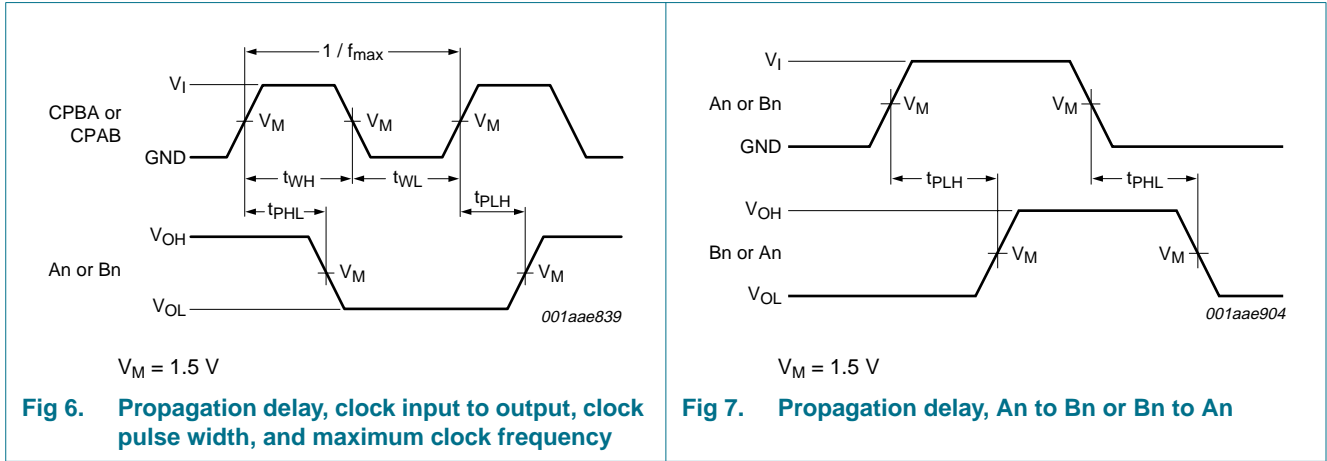 1 / fmax
VI
CPBA or
CPAB
VM
VM
VM
GND
tWH
tWL
tPHL
tPLH
VOH
An or Bn
VM
VM
VOL
001aae839
VM = 1.5 V
Fig 6. Propagation delay, clock input to output, clock
pulse width, and maximum clock frequency
VI
An or Bn
VM
VM
GND
tPLH
tPHL
VOH
Bn or An
VM
VM
VOL
001aae904
VM = 1.5 V
Fig 7. Propagation delay, An to Bn or Bn to An